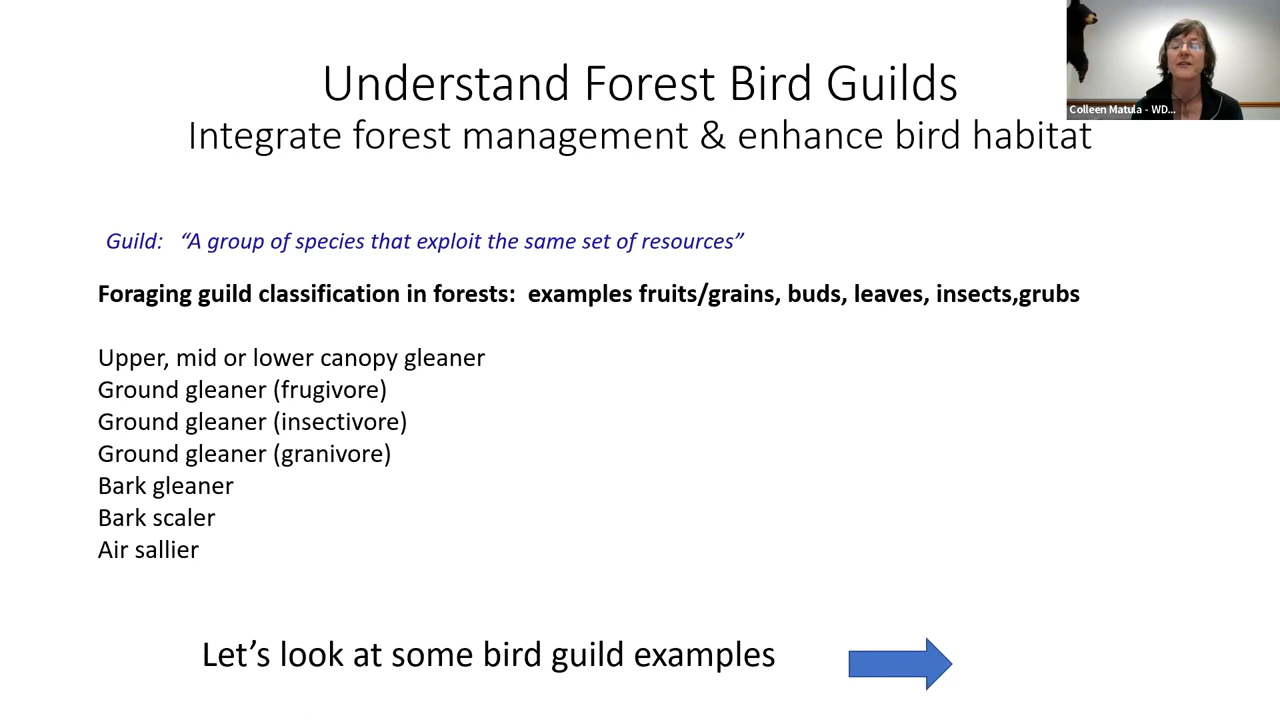 Understand Forest Bird Guilds
Integrate forest management & enhance bird habitat
Colleen Matula - WD...
Guild: “A group of species that exploit the same set of resources”
Foraging guild classification in forests: examples fruits/grains, buds, leaves, insects,grubs
Upper, mid or lower canopy gleaner
Ground gleaner (frugivore)
Ground gleaner (insectivore)
Ground gleaner (granivore)
Bark gleaner
Bark scaler
Air sallier
Let’s look at some bird guild examples